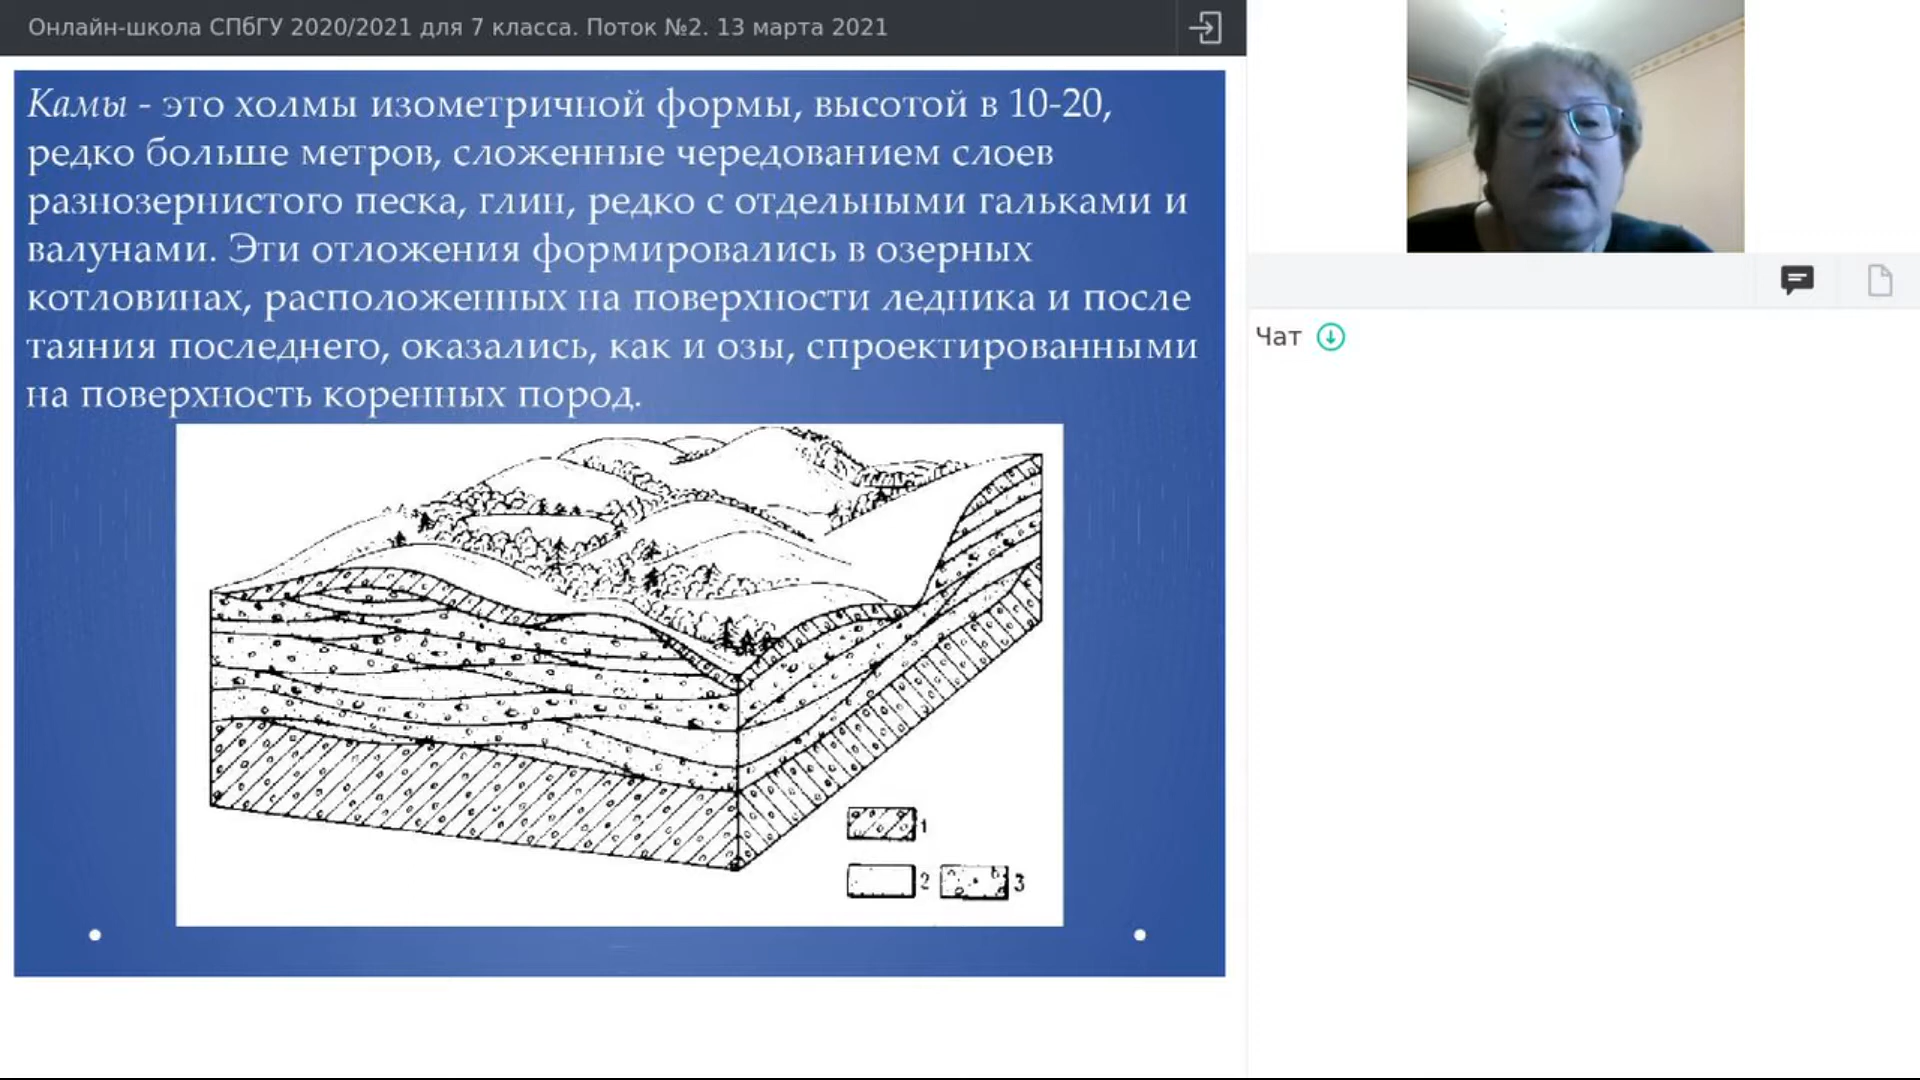 Онлайн-школа СПбГУ 2020/2021 для 7 класса. Поток №2. 13 марта 2021
Камы - это холмы изометричной формы, высотой в 10-20,
редко больше метров, сложенные чередованием слоев
разнозернистого песка, глин, редко с отдельными гальками и
валунами. Эти отложения формировались в озерных
котловинах, расположенных на поверхности ледника и после
таяния последнего, оказались, как и озы, спроектированными
на поверхность коренных пород.
1
2 3
Чат